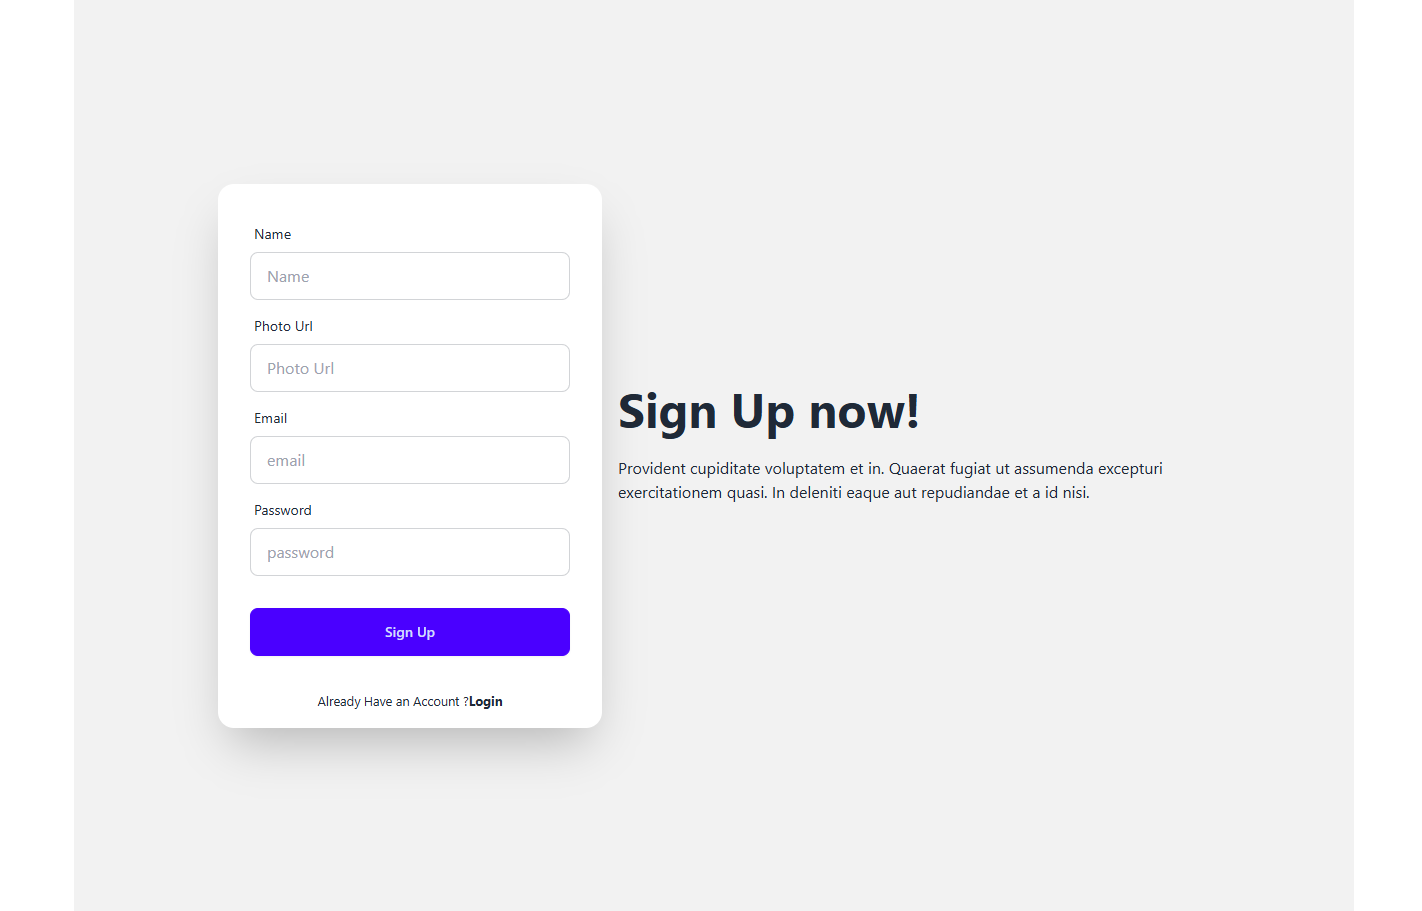 Name
Name
Photo Url
Photo Url
Email
email
Password
password
Sign Up
Already Have an Account ?Login
Sign Up now!
Provident cupiditate voluptatem et in. Quaerat fugiat ut assumenda excepturi
exercitationem quasi. In deleniti eaque aut repudiandae et a id nisi.